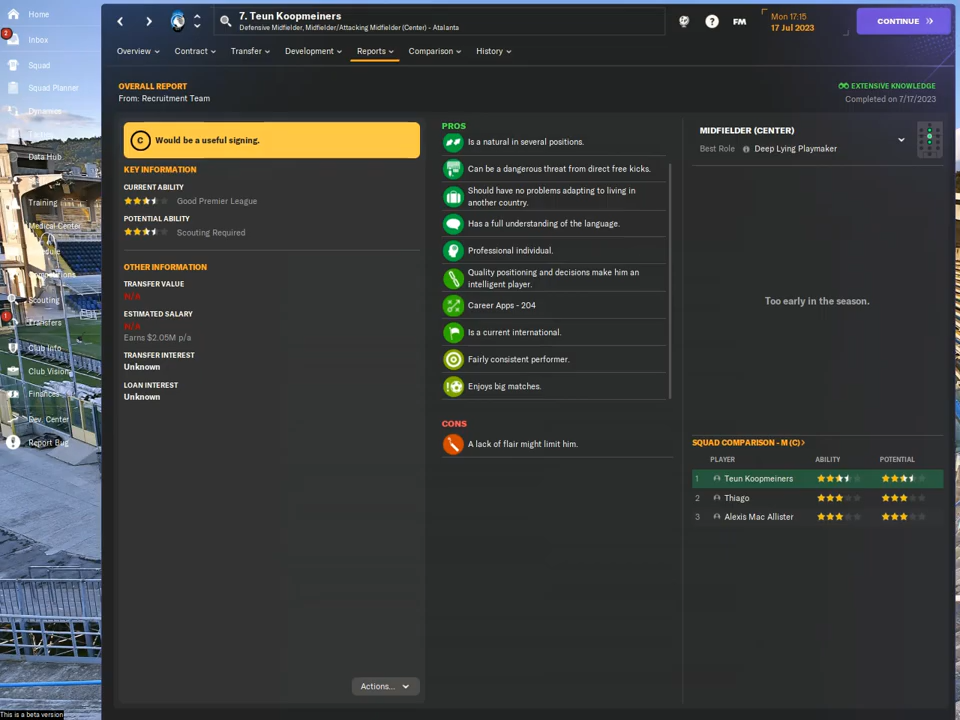 Home
2
Inbox
Squad
Squad Planner
Dynamics
Tactics
Data Hub
Training
Medical Center
Schedule
Competitions
Scouting
1
Transfers
Club Info
Club Vision
Finances
Dev. Center
Report Bug
This is a beta version
7. Teun Koopmeiners
Defensive Midfielder, Midfielder/Attacking Midfielder (Center) - Atalanta
FM
Mon 17:15
17 Jul 2023
CONTINUE
Overview
Contract
Transfer
Development
Reports
Comparison
History
OVERALL REPORT
From: Recruitment Team
EXTENSIVE KNOWLEDGE
Completed on 7/17/2023
C Would be a useful signing.
KEY INFORMATION
CURRENT ABILITY
Good Premier League
POTENTIAL ABILITY
Scouting Required
OTHER INFORMATION
TRANSFER VALUE
N/A
ESTIMATED SALARY
N/A
Earns $2.05M p/a
TRANSFER INTEREST
Unknown
LOAN INTEREST
Unknown
Actions...
PROS
Is a natural in several positions.
Can be a dangerous threat from direct free kicks.
Should have no problems adapting to living in
another country.
Has a full understanding of the language.
Professional individual.
Quality positioning and decisions make him an
intelligent player.
Career Apps - 204
Is a current international.
Fairly consistent performer.
Enjoys big matches.
CONS
A lack of flair might limit him.
MIDFIELDER (CENTER)
Best Role Deep Lying Playmaker
Too early in the season.
SQUAD COMPARISON - M (C)
PLAYER ABILITY POTENTIAL
1 Teun Koopmeiners
2 Thiago
3 Alexis Mac Allister